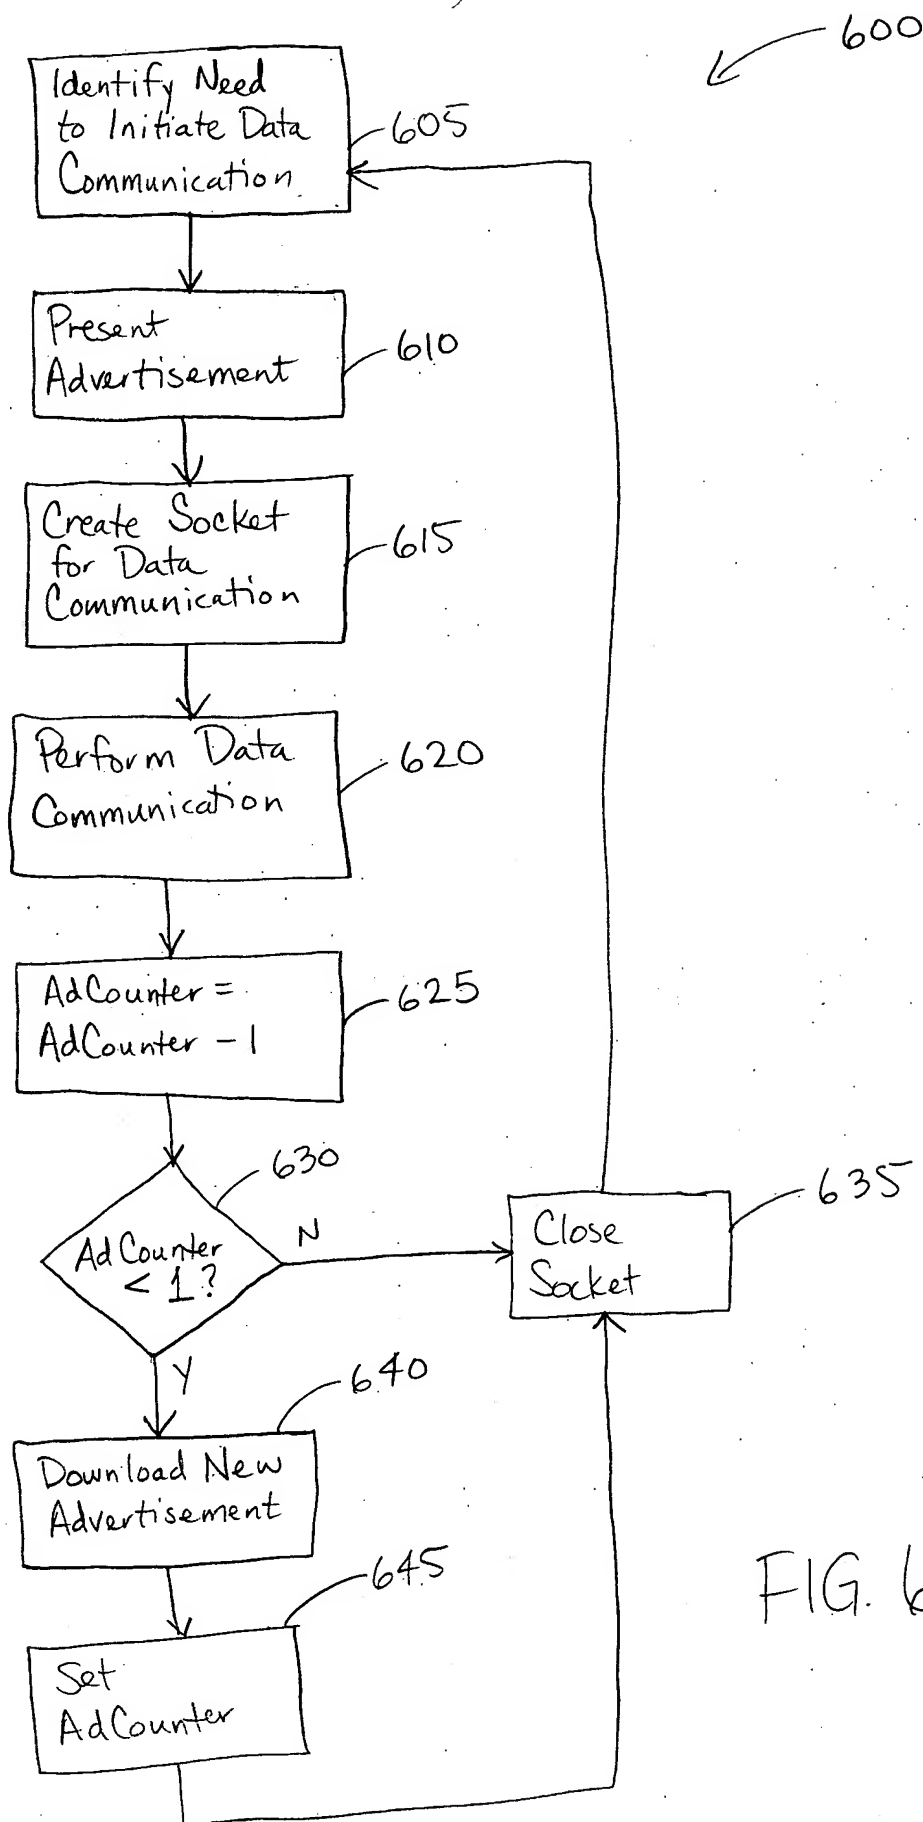 600
Identify Need
to Initiate Data
Communication
605
Present
Advertisement
610
Create Socket
for Data
Communication
615
Perform Data
Communication
620
AdCounter =
AdCounter - 1
625
630
AdCounter
< 1?
N
Y
Close
Socket
635
640
Download New
Advertisement
645
Set
AdCounter
FIG. 6